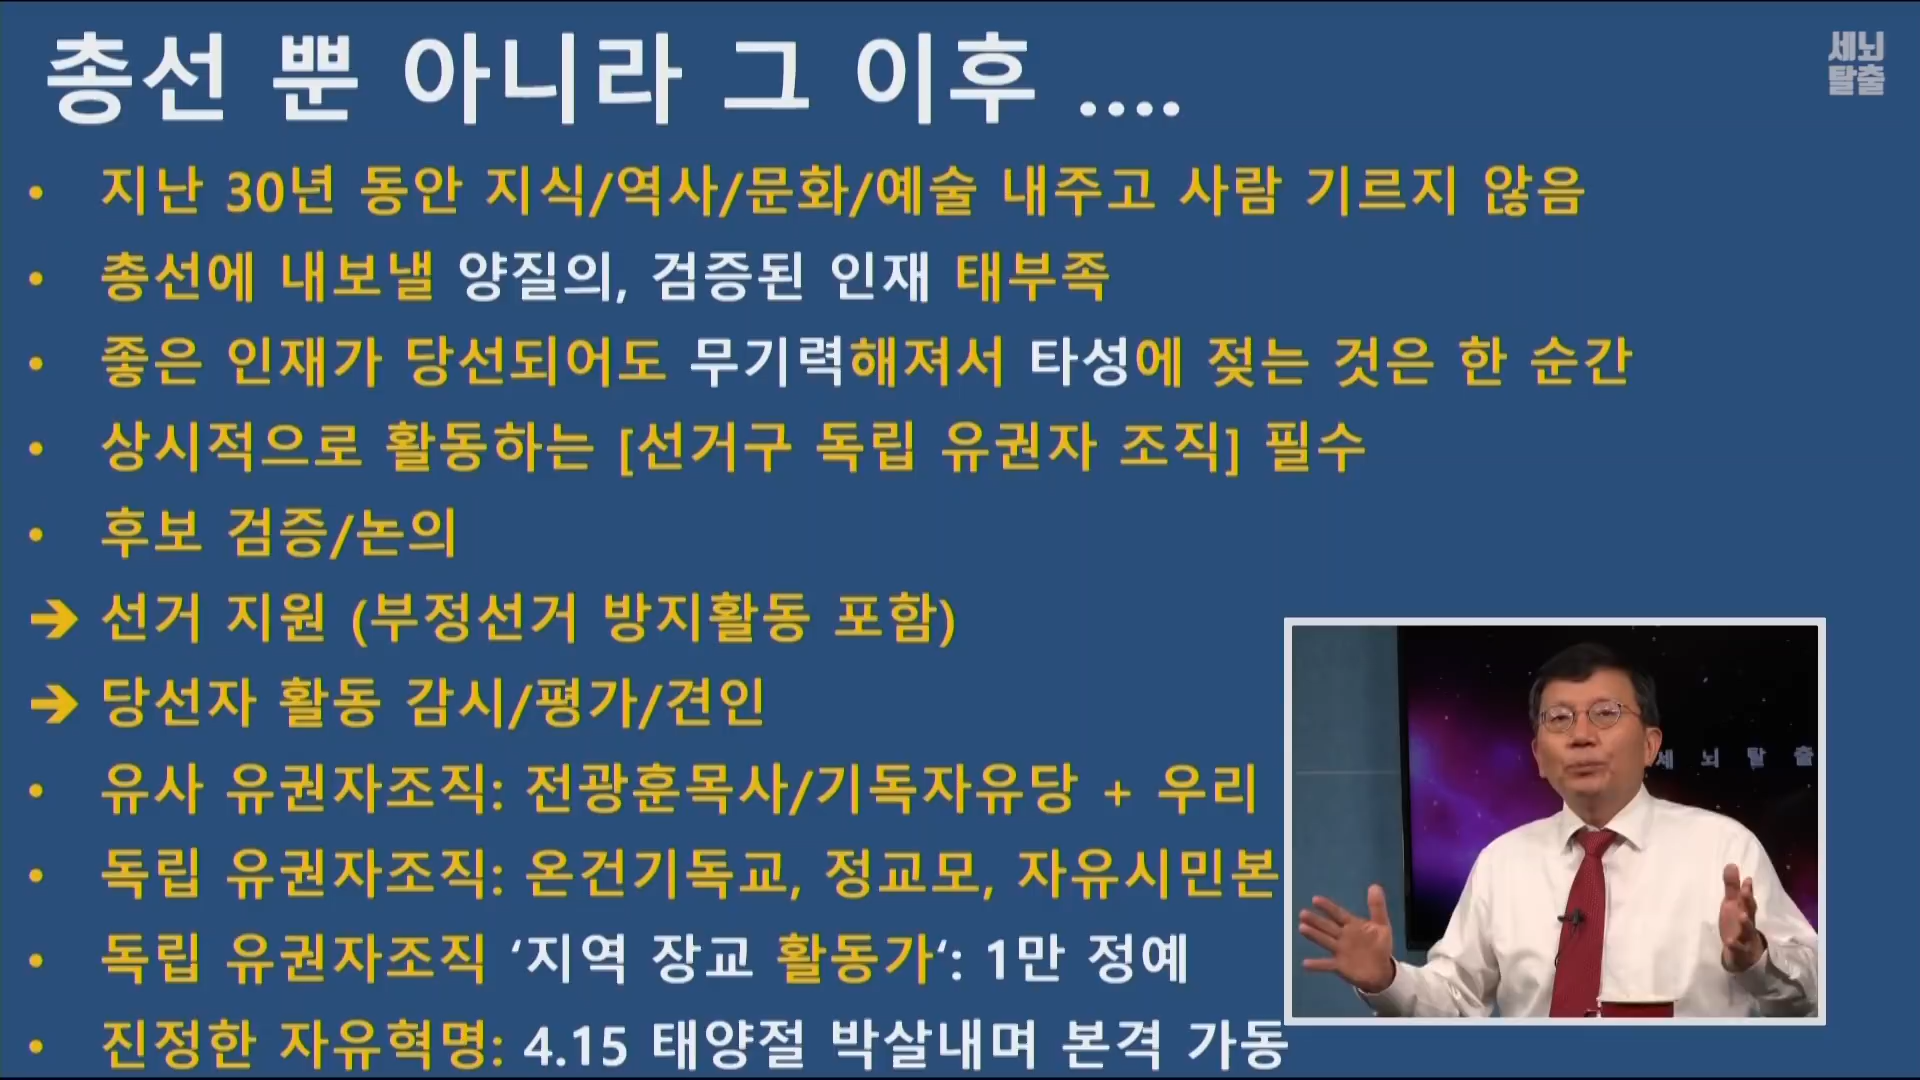 총선 뿐 아니라 그 이후 ....
세뇌
탈출
• 지난 30년 동안 지식/역사/문화/예술 내주고 사람 기르지 않음
• 총선에 내보낼 양질의, 검증된 인재 태부족
• 좋은 인재가 당선되어도 무기력해져서 타성에 젖는 것은 한 순간
• 상시적으로 활동하는 [선거구 독립 유권자 조직] 필수
• 후보 검증/논의
➔ 선거 지원 (부정선거 방지활동 포함)
➔ 당선자 활동 감시/평가/견인
• 유사 유권자조직: 전광훈목사/기독자유당 + 우리
• 독립 유권자조직: 온건기독교, 정교모, 자유시민본
• 독립 유권자조직 ‘지역 장교 활동가‘: 1만 정예
• 진정한 자유혁명: 4.15 태양절 박살내며 본격 가동
세 뇌 탈 출